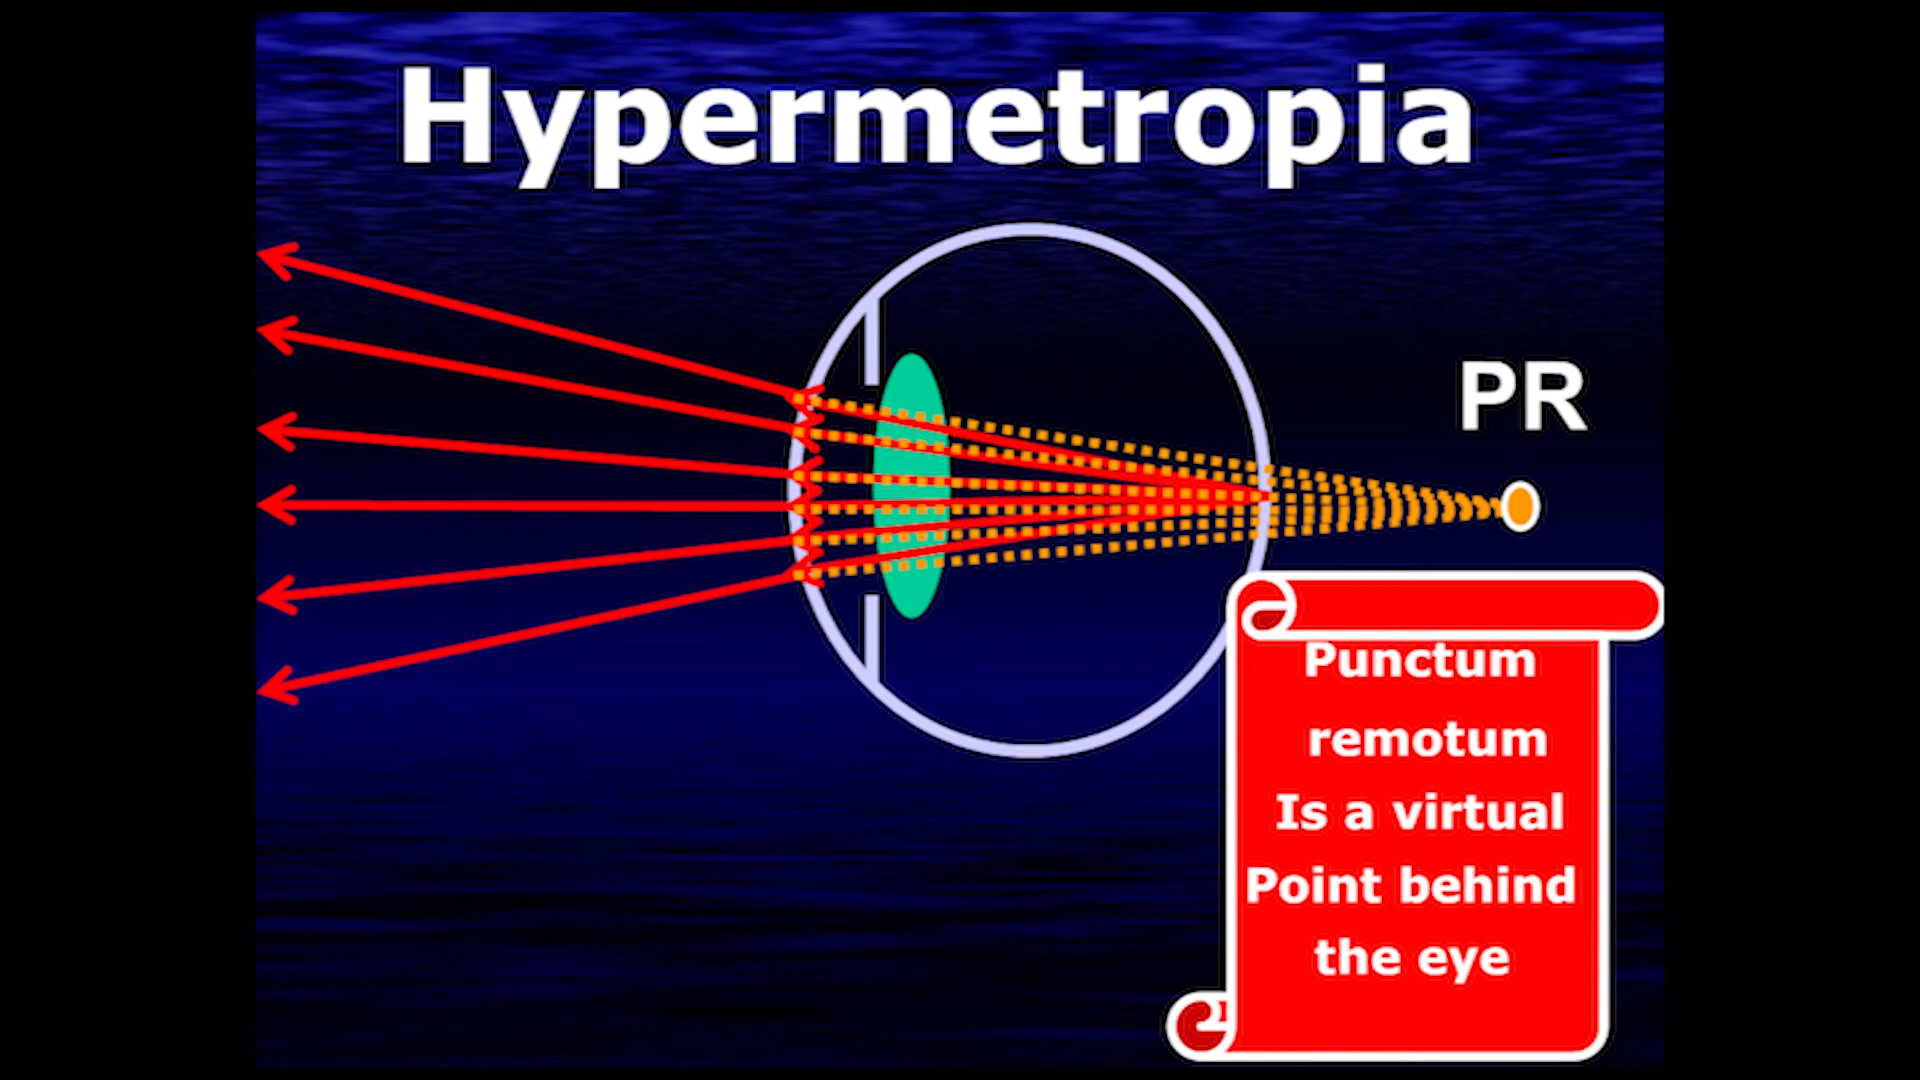 Hypermetropia
PR
Punctum
remotum
Is a virtual
Point behind
the eye